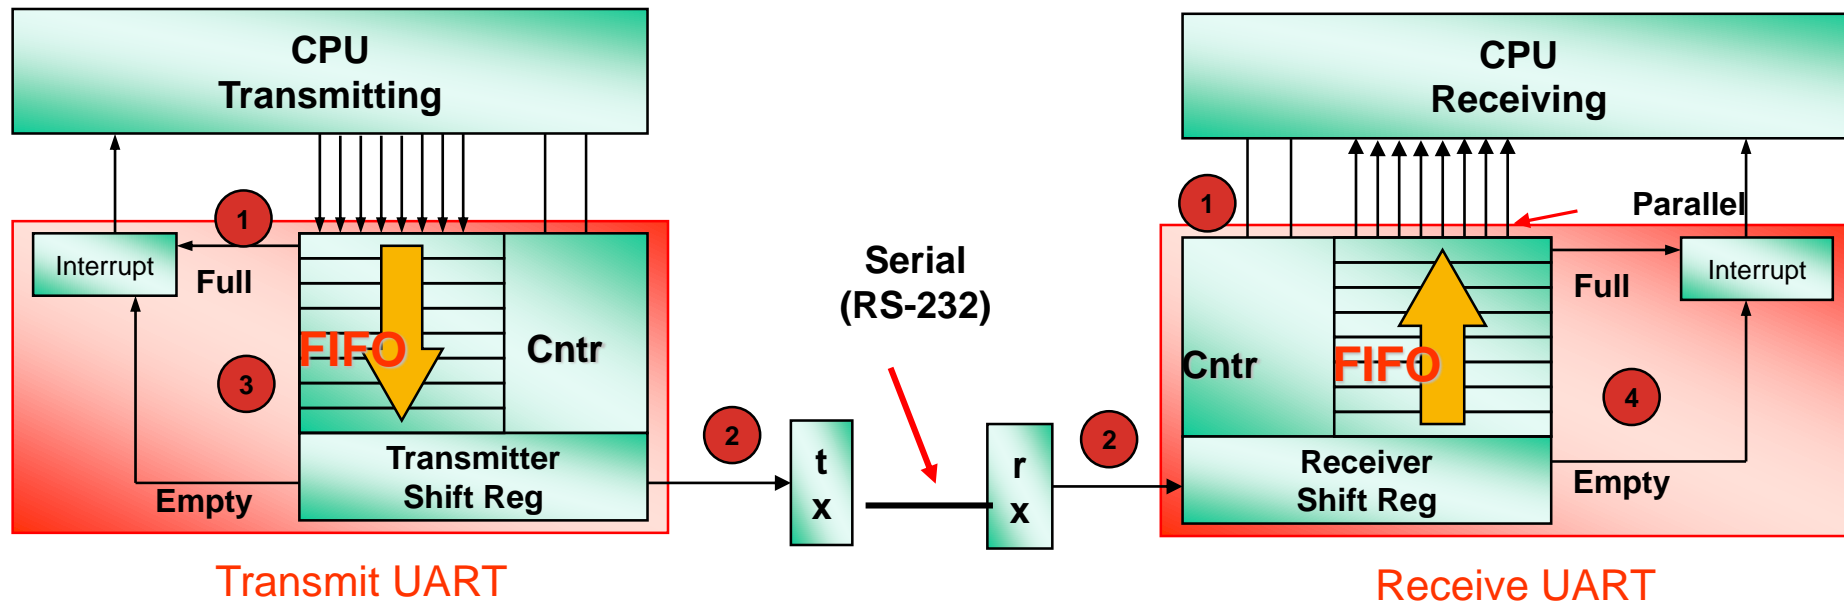 CPU
Transmitting
1
Interrupt
Full
FIFO
Cntr
3
Transmitter
Shift Reg
Empty
Transmit UART
2
t
x
Serial
(RS-232)
r
x
2
CPU
Receiving
1
Parallel
Cntr
FIFO
Full
Interrupt
4
Receiver
Shift Reg
Empty
Receive UART